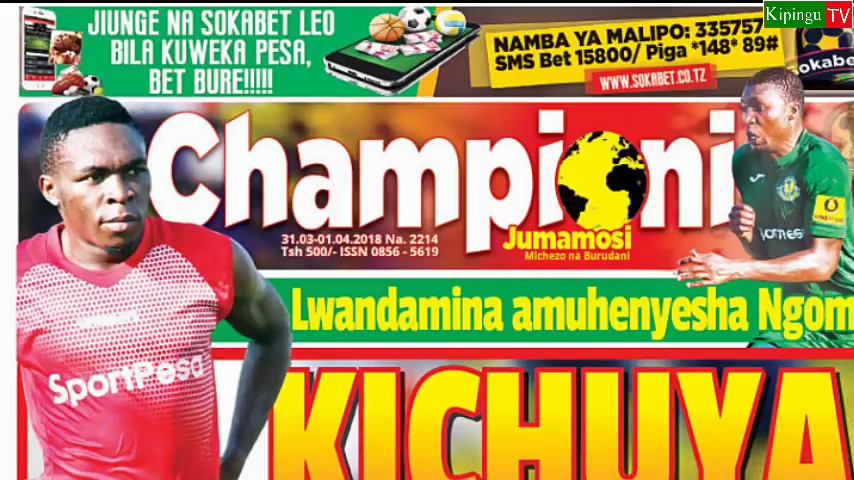 Kipingu TV
JIUNGE NA SOKABET LEO
BILA KUWEKA PESA,
BET BURE!!!!!
NAMBA YA MALIPO: 335757
SMS Bet 15800/ Piga *148* 89#
WWW.SOKABET.CO.TZ
okabe
Championi
31.03-01.04.2018 Na. 2214
Tsh 500/- ISSN 0856 - 5619
Jumamosi
Michezo na Burudani
Lwandamina amuhenyesha Ngom
SportPesa
KICHUYA